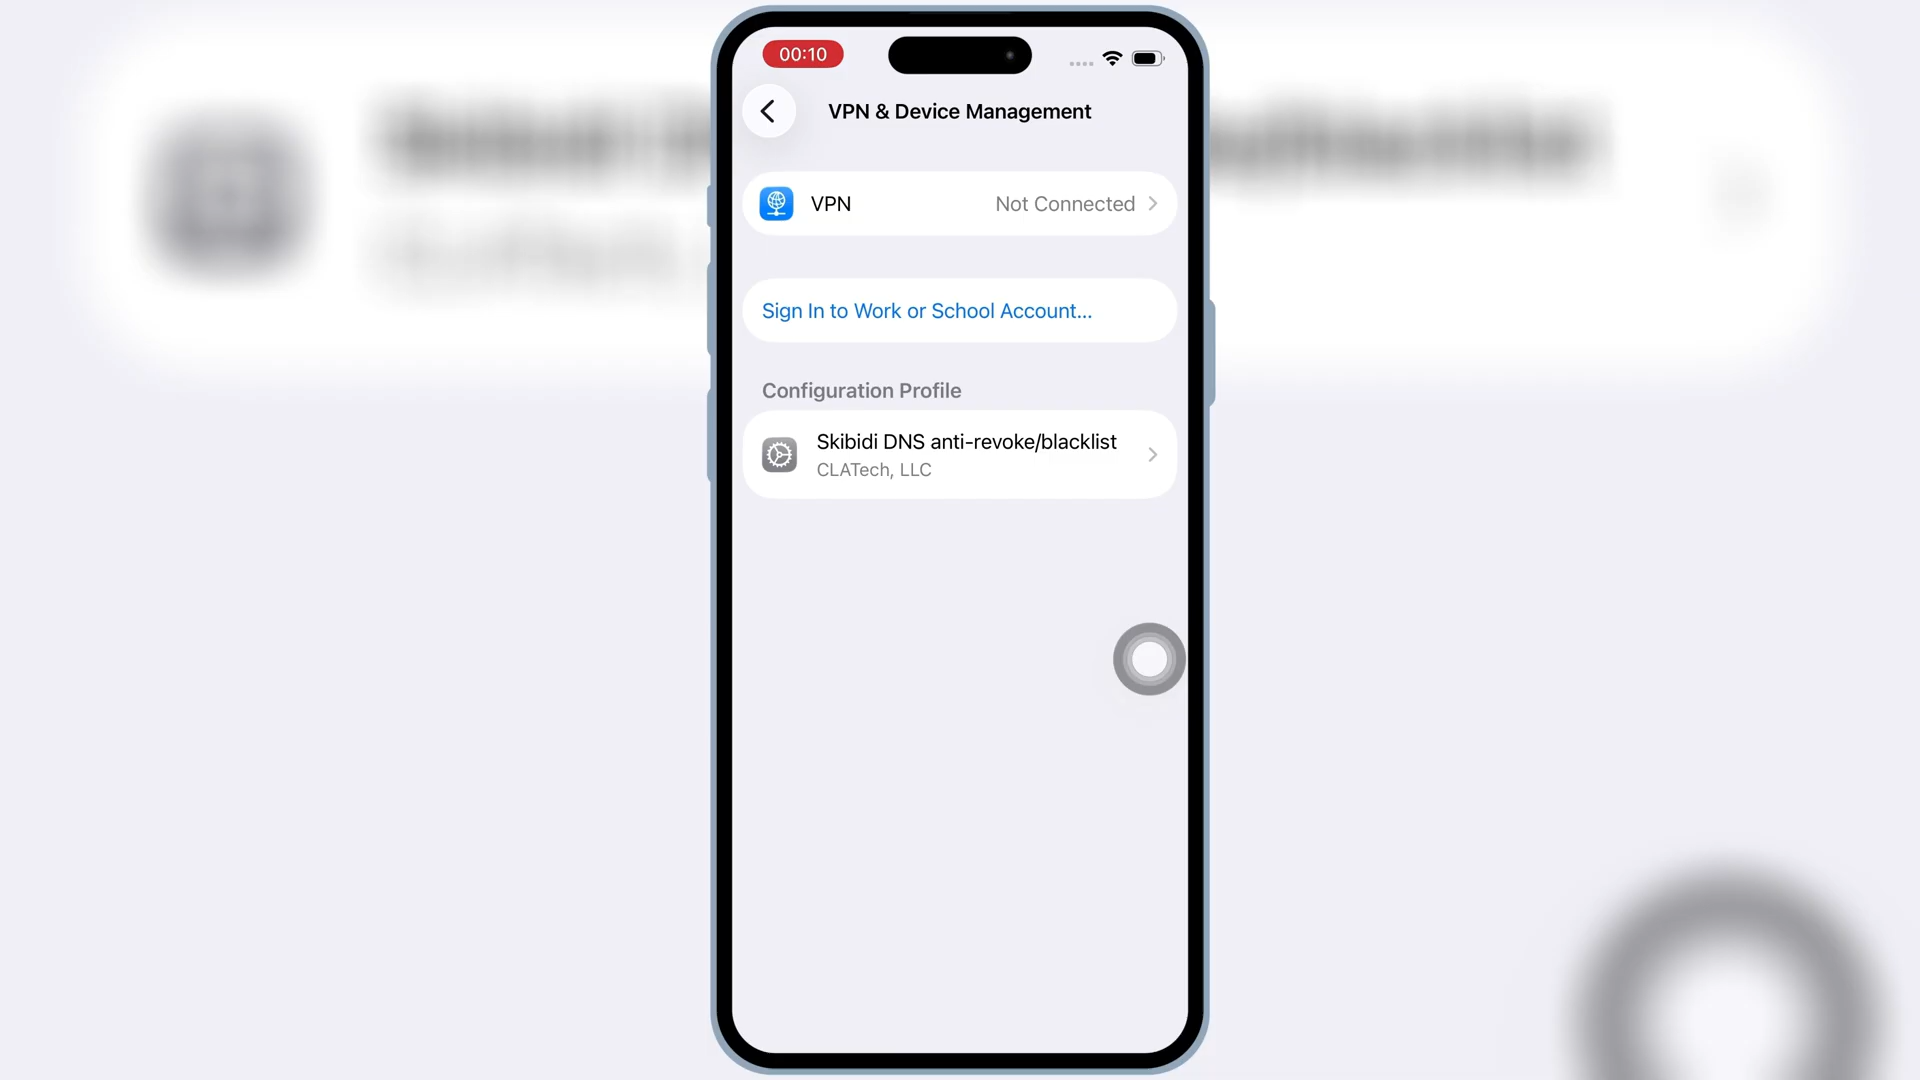 00:10
VPN & Device Management
VPN
Not Connected
Sign In to Work or School Account...
Configuration Profile
Skibidi DNS anti-revoke/blacklist
CLATech, LLC